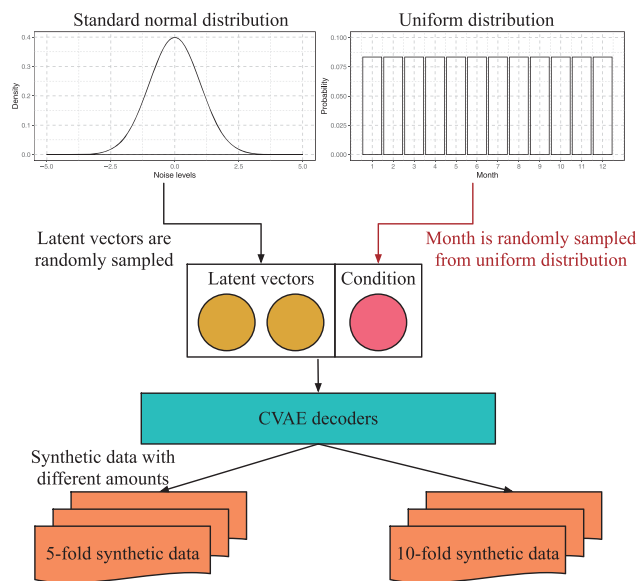 Standard normal distribution
Uniform distribution
Density
0.4
0.3
0.2
0.1
0.0
−5.0 −2.5 0.0 2.5 5.0
Noise levels
Probability
0.100
0.075
0.050
0.025
0.000
1 2 3 4 5 6 7 8 9 10 11 12
Month
Latent vectors are
randomly sampled
Month is randomly sampled
from uniform distribution
Latent vectors
Condition
CVAE decoders
Synthetic data with
different amounts
5-fold synthetic data
10-fold synthetic data